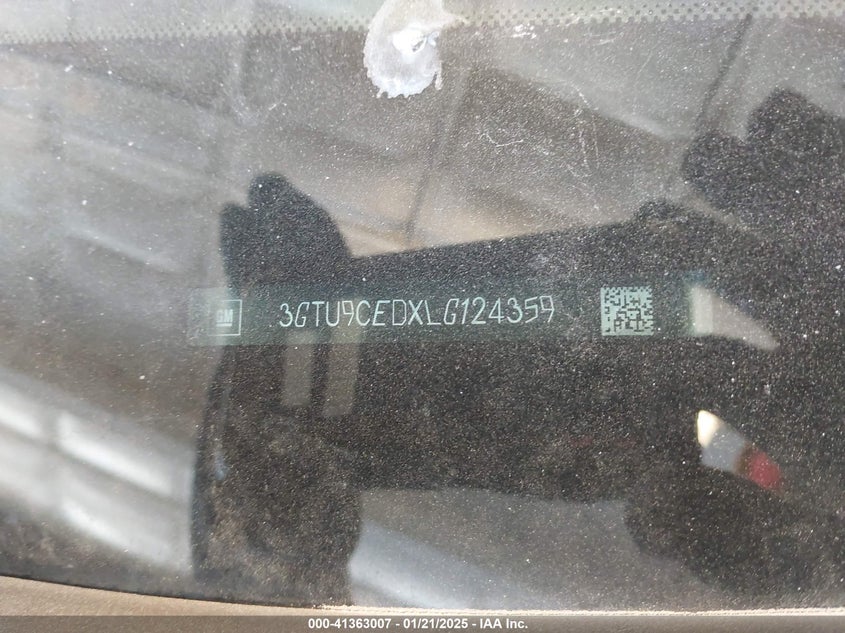 GM
3GTU9CEDXLG124359
000-41363007 - 01/21/2025 - IAA Inc.